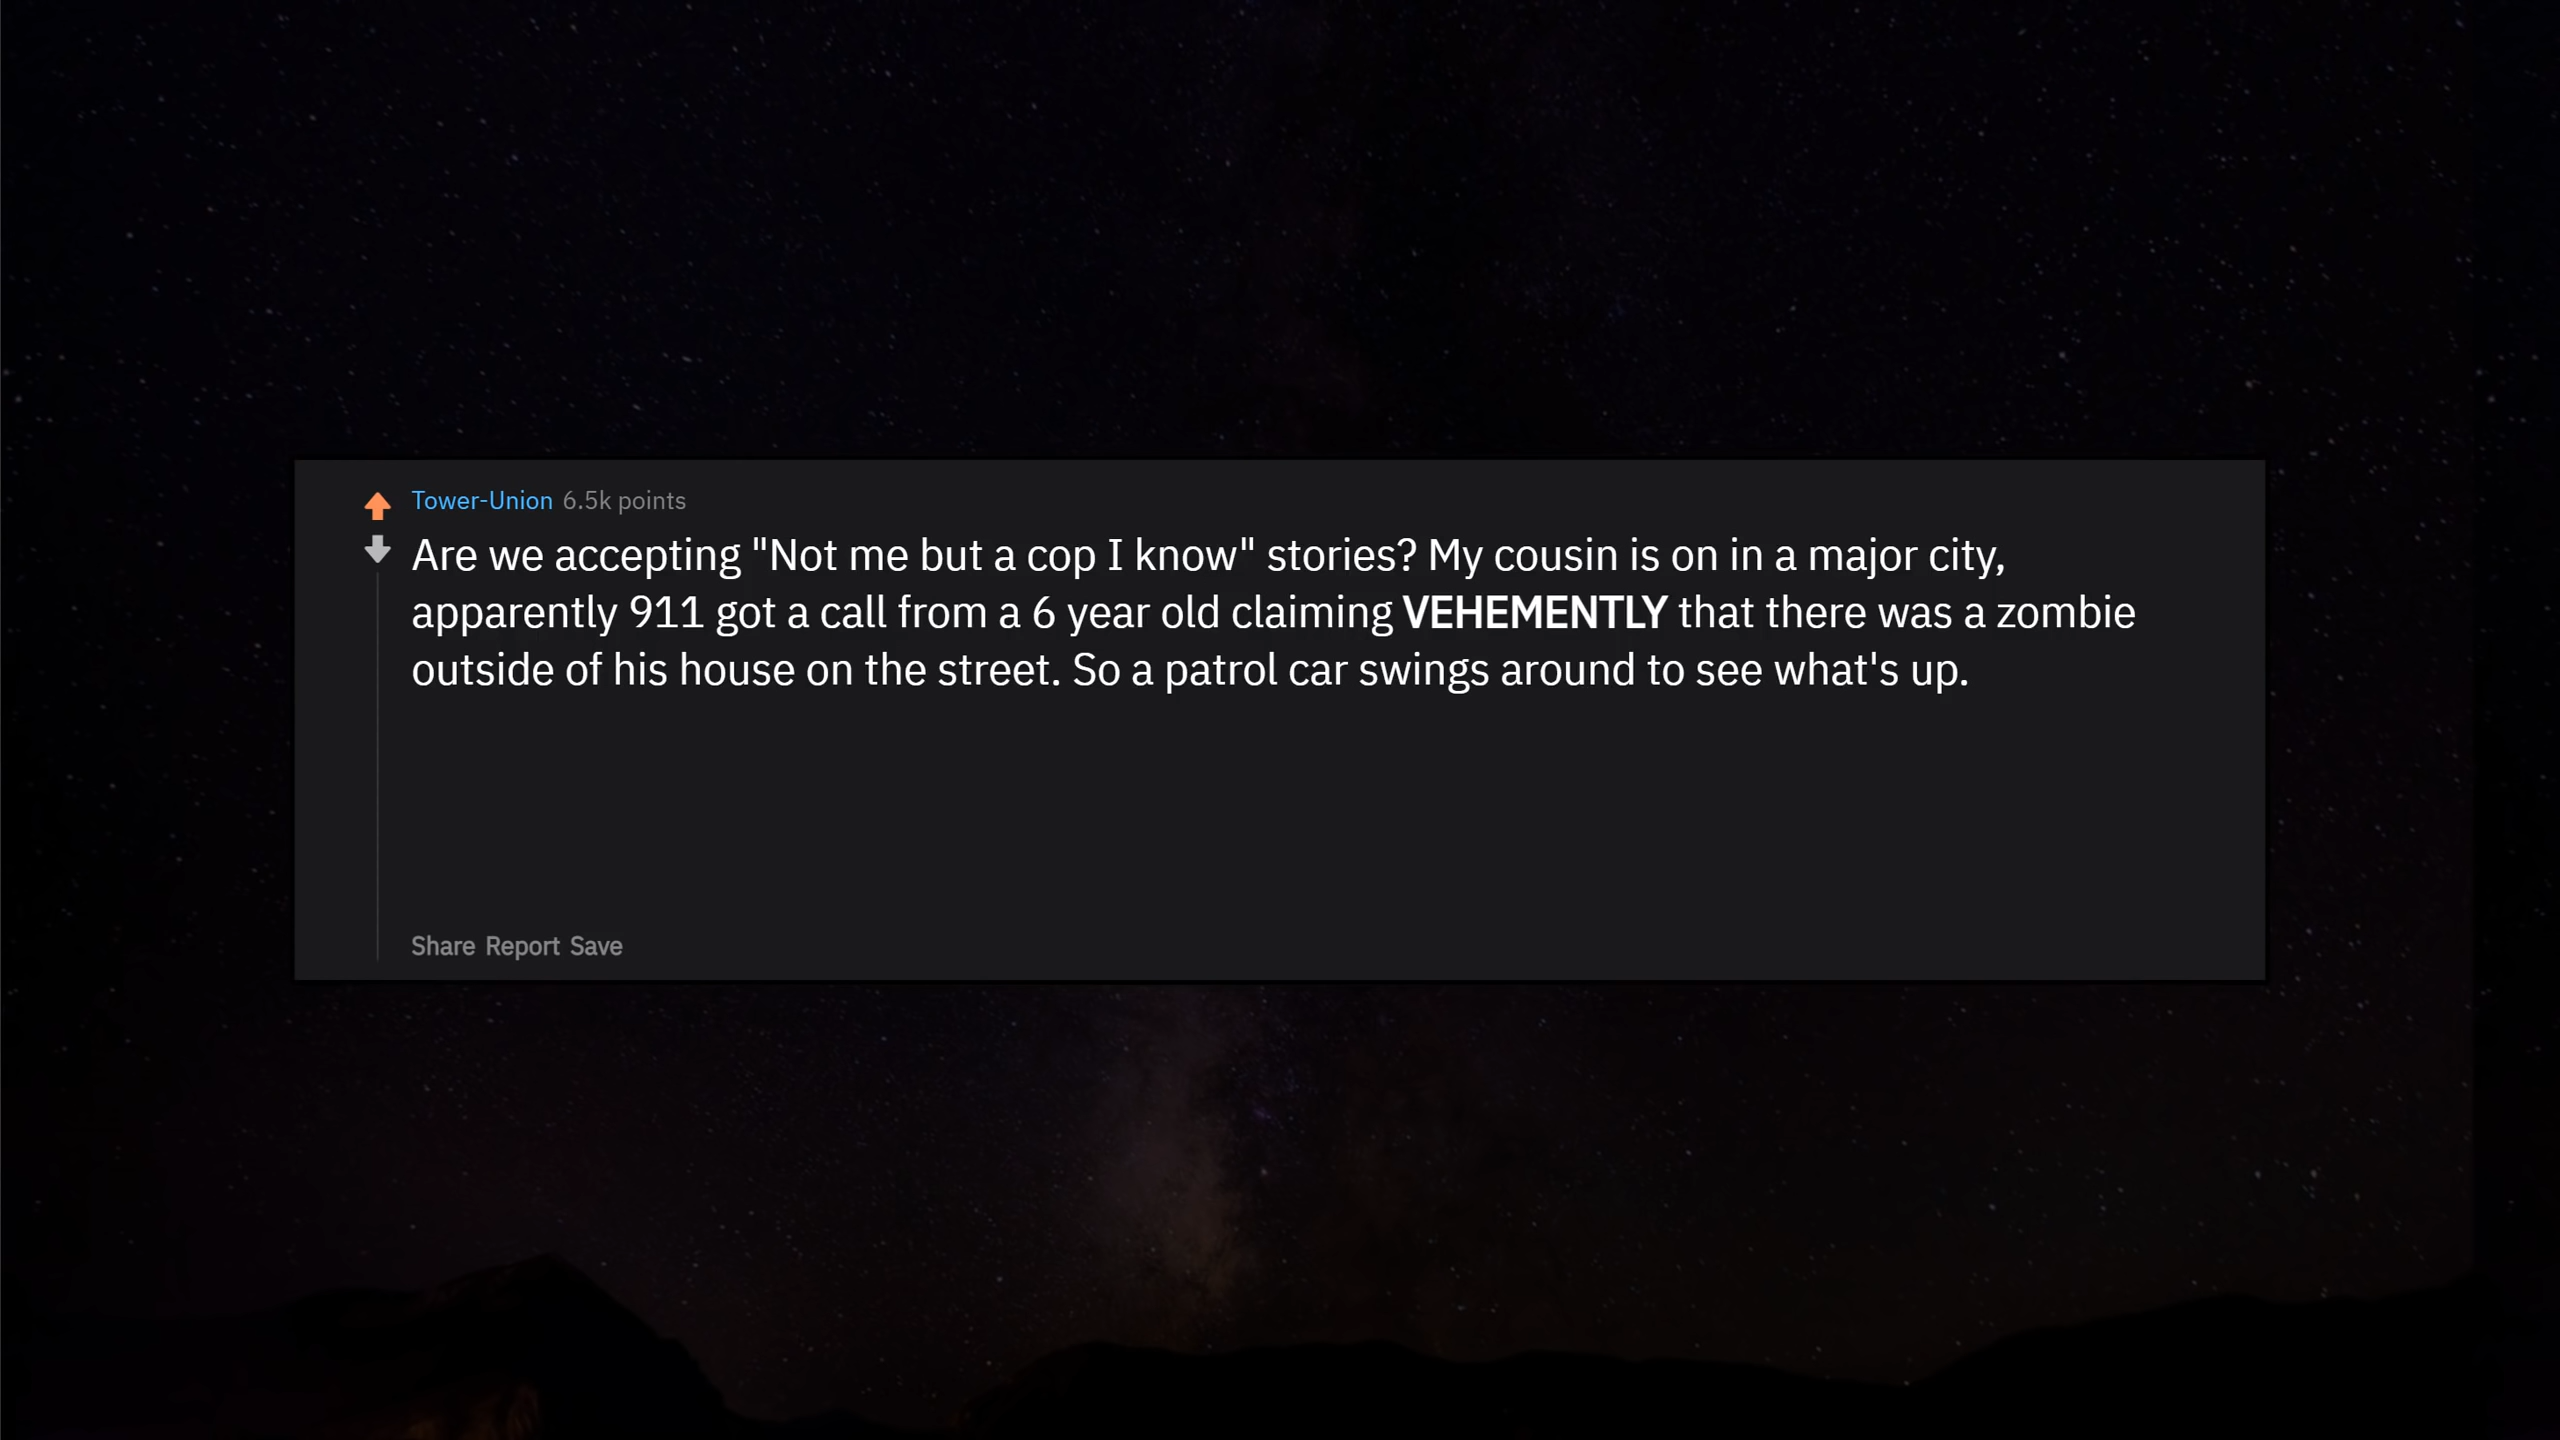 Tower-Union 6.5k points
Are we accepting "Not me but a cop I know" stories? My cousin is on in a major city,
apparently 911 got a call from a 6 year old claiming VEHEMENTLY that there was a zombie
outside of his house on the street. So a patrol car swings around to see what's up.
Share Report Save